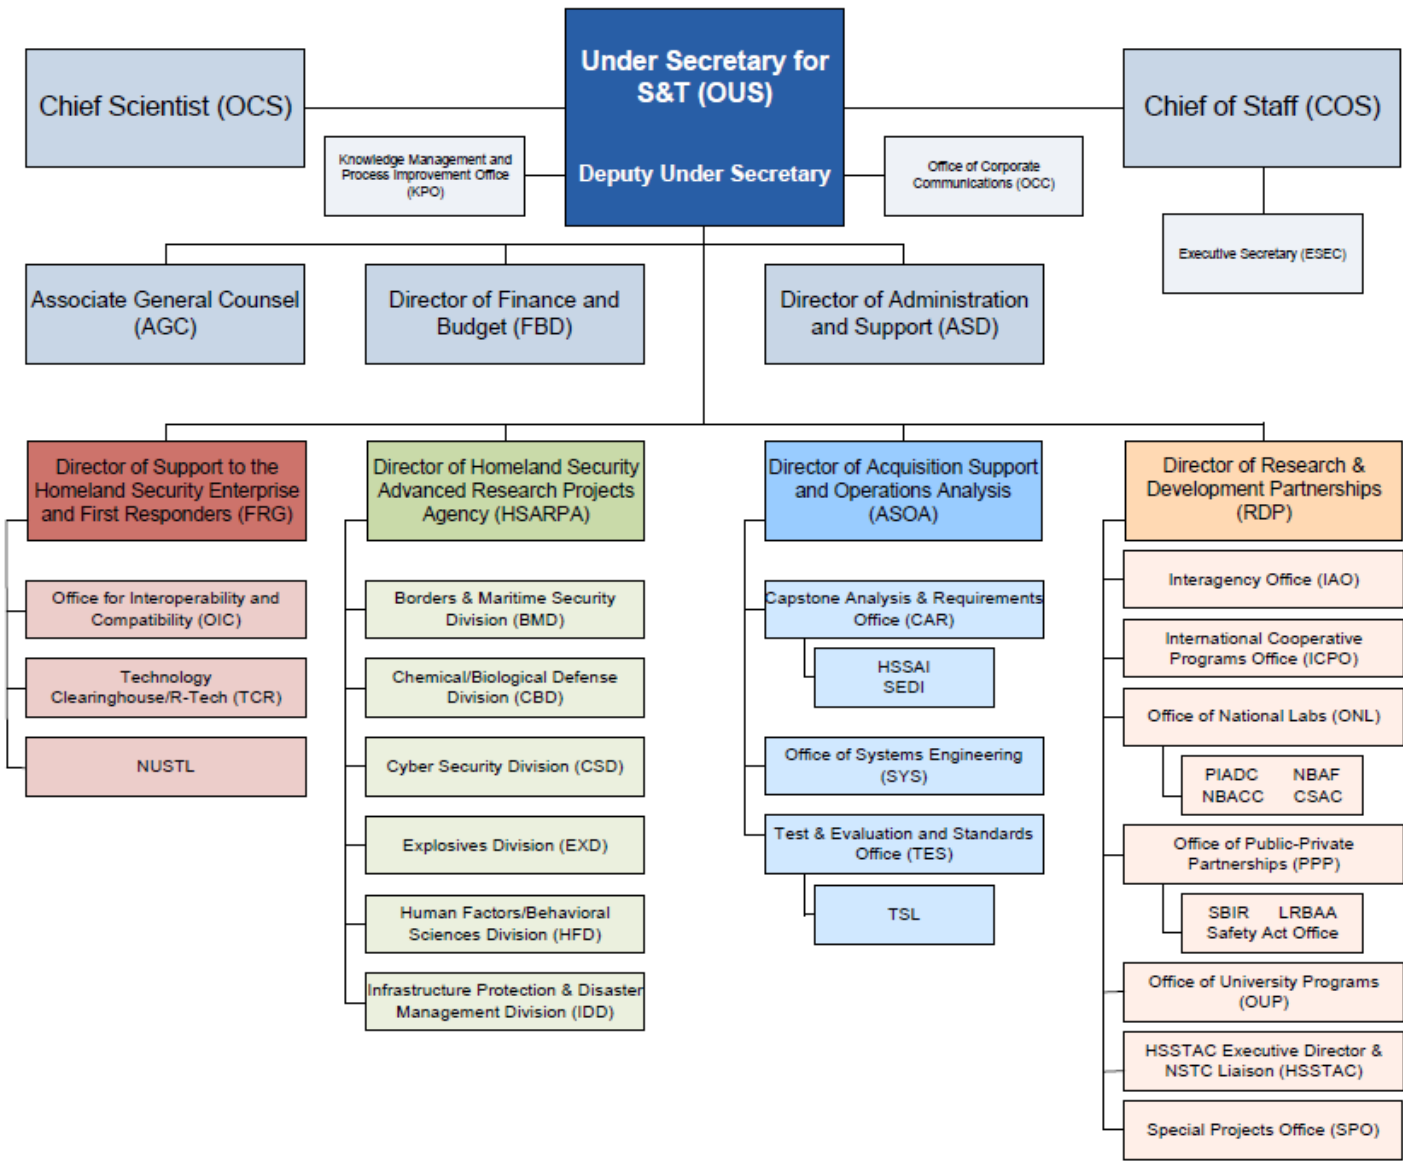 Under Secretary for
S&T (OUS)
Deputy Under Secretary
Chief Scientist (OCS)
Chief of Staff (COS)
Knowledge Management and
Process Improvement Office
(KPO)
Office of Corporate
Communications (OCC)
Executive Secretary (ESEC)
Associate General Counsel
(AGC)
Director of Finance and
Budget (FBD)
Director of Administration
and Support (ASD)
Director of Support to the
Homeland Security Enterprise
and First Responders (FRG)
Office for Interoperability and
Compatibility (OIC)
Technology
Clearinghouse/R-Tech (TCR)
NUSTL
Director of Homeland Security
Advanced Research Projects
Agency (HSARPA)
Borders & Maritime Security
Division (BMD)
Chemical/Biological Defense
Division (CBD)
Cyber Security Division (CSD)
Explosives Division (EXD)
Human Factors/Behavioral
Sciences Division (HFD)
Infrastructure Protection & Disaster
Management Division (IDD)
Director of Acquisition Support
and Operations Analysis
(ASOA)
Capstone Analysis & Requirements
Office (CAR)
HSSAI
SEDI
Office of Systems Engineering
(SYS)
Test & Evaluation and Standards
Office (TES)
TSL
Director of Research &
Development Partnerships
(RDP)
Interagency Office (IAO)
International Cooperative
Programs Office (ICPO)
Office of National Labs (ONL)
PIADC NBAF
NBACC CSAC
Office of Public-Private
Partnerships (PPP)
SBIR LRBAA
Safety Act Office
Office of University Programs
(OUP)
HSSTAC Executive Director &
NSTC Liaison (HSSTAC)
Special Projects Office (SPO)